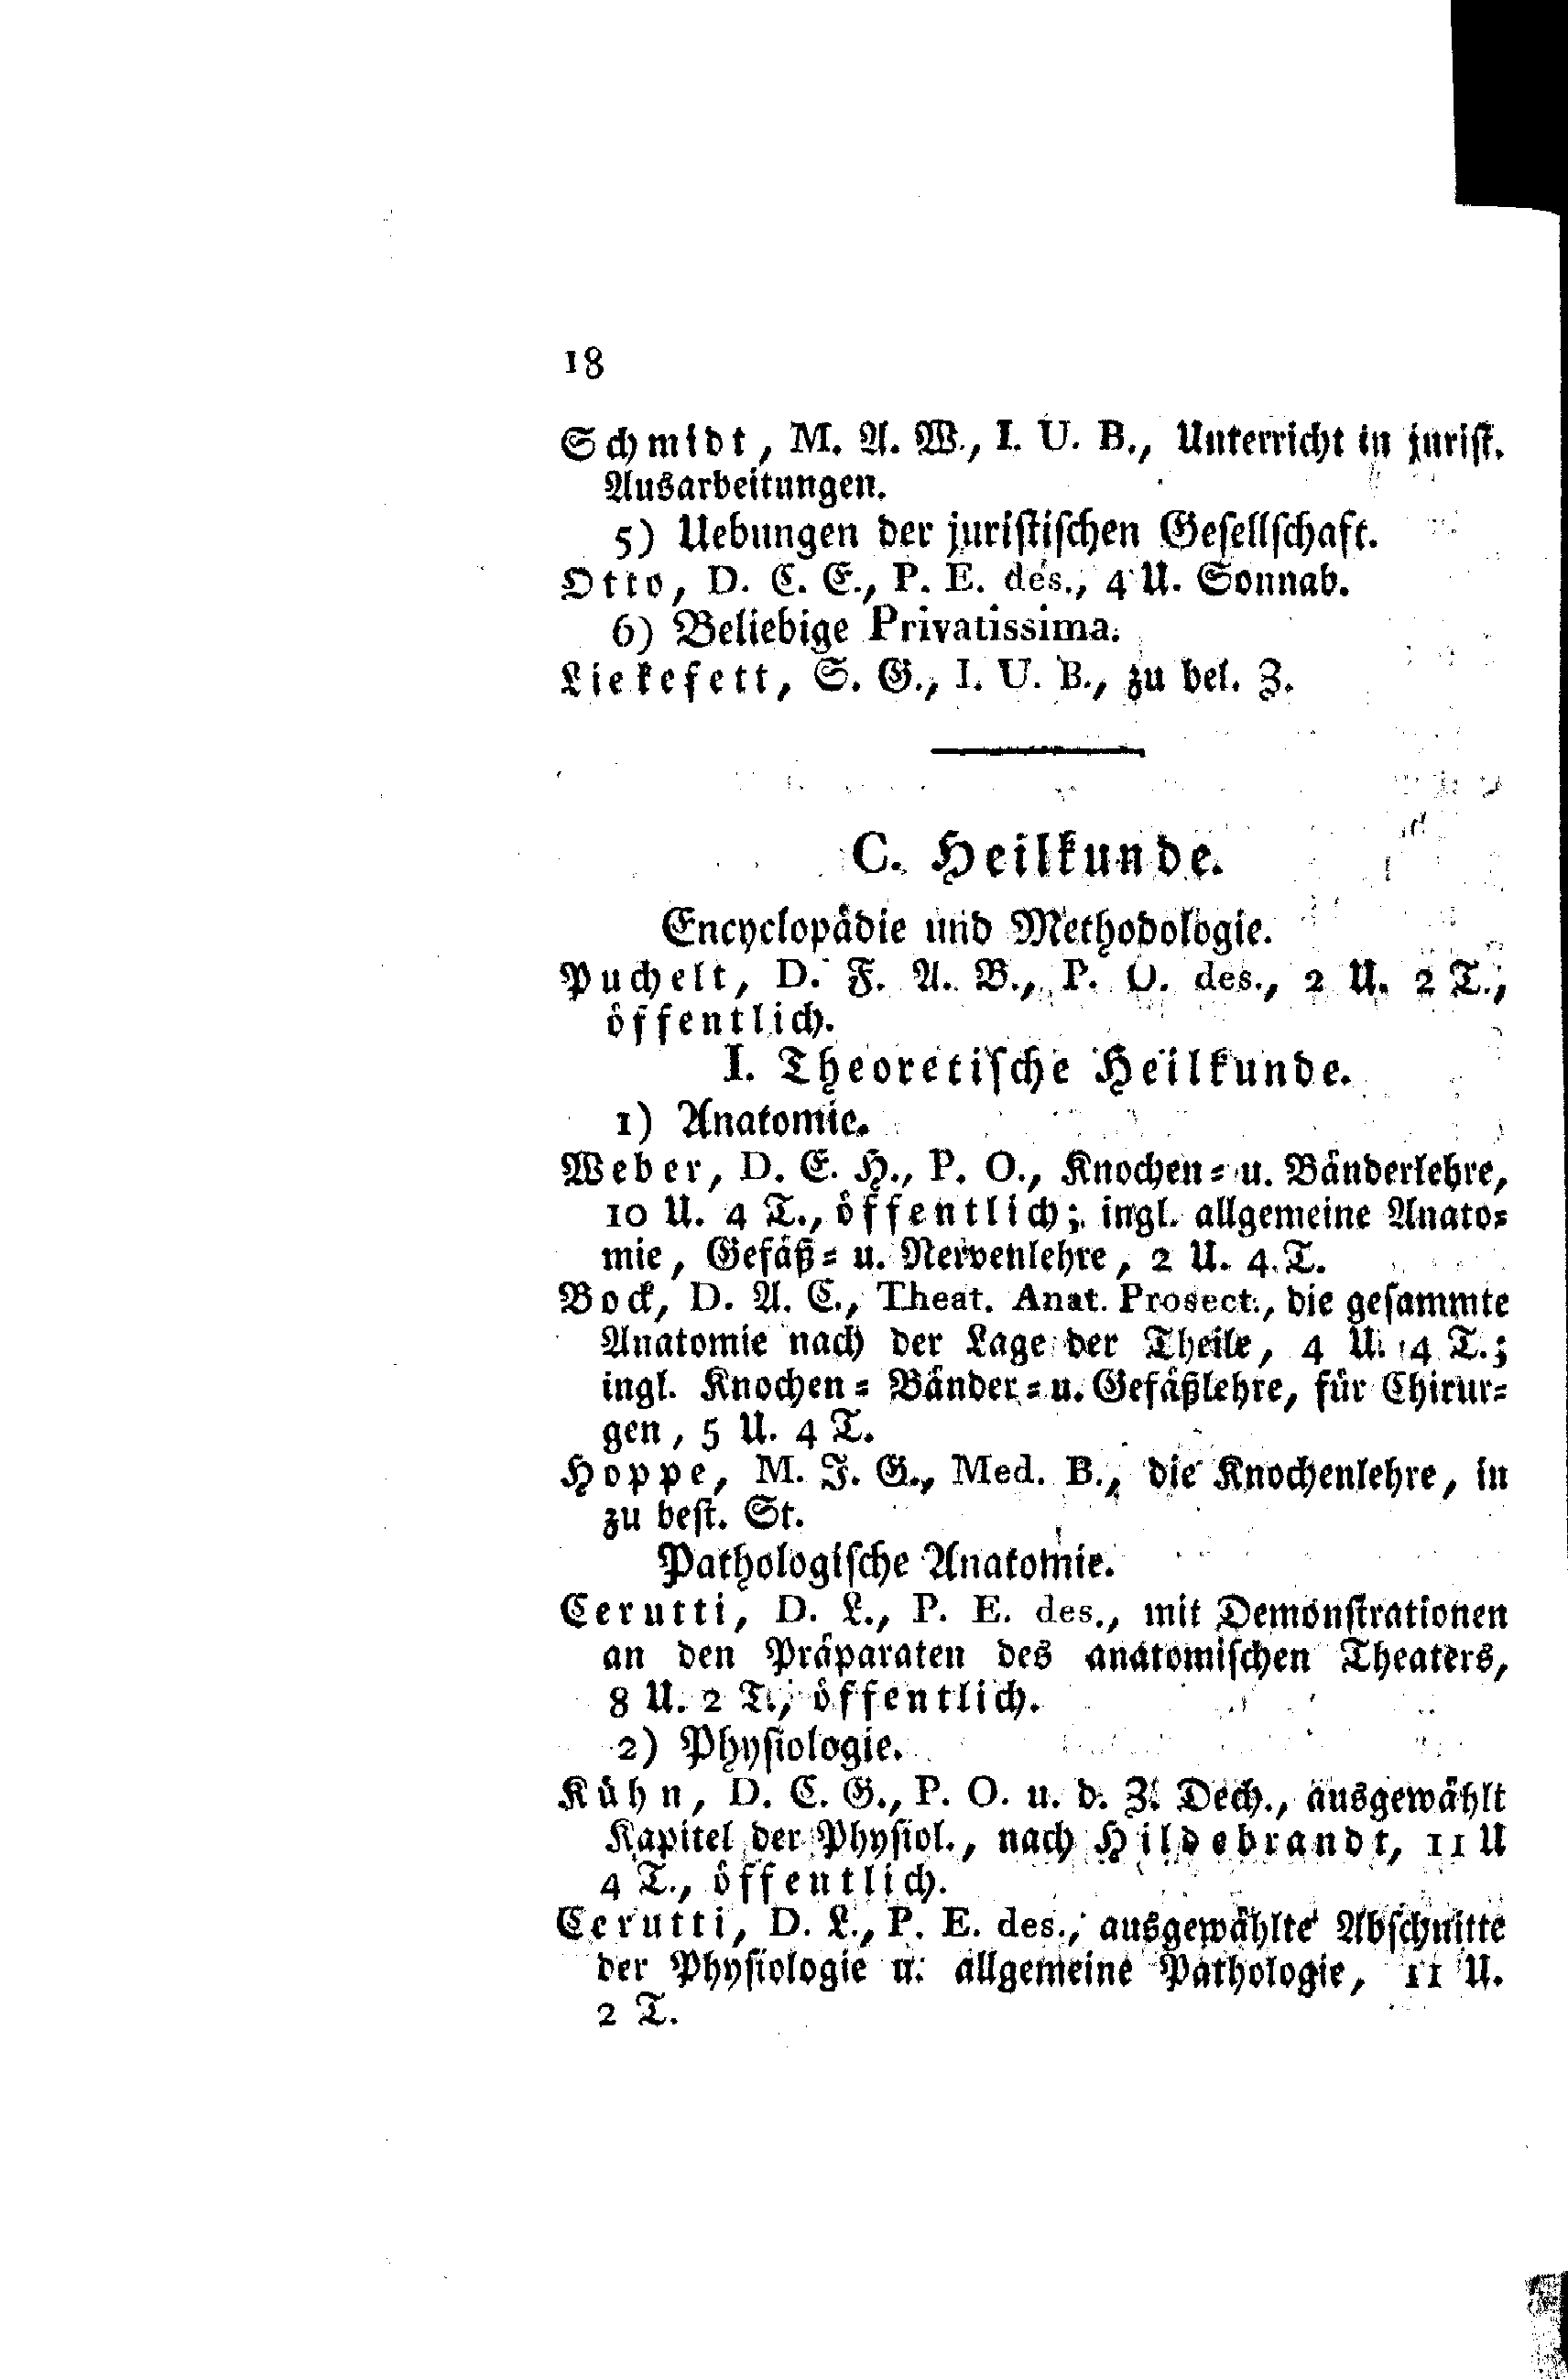 18
Schmidt, M. A. W., I. U. B., Unterricht in jurist.
Ausarbeitungen.
5) Uebungen der juristischen Gesellschaft.
Otto, D. C. E., P. E. des., 4 U. Sonnab.
6) Beliebige Privatissima.
Liekefett, S. G., I. U. B., zu bel. Z.
C. Heilkunde.
Encyclopädie und Methodologie.
Puchelt, D. F. A. B., P. O. des., 2 U. 2 T.,
öffentlich.
I. Theoretische Heilkunde.
1) Anatomie.
Weber, D. E. H., P. O., Knochen= u. Bänderlehre,
10 U. 4 T., öffentlich; ingl. allgemeine Anato=
mie, Gefäß= u. Nervenlehre, 2 U. 4 T.
Bock, D. A. C., Theat. Anat. Prosect., die gesammte
Anatomie nach der Lage der Theile, 4 U. 4 T.;
ingl. Knochen= Bänder= u. Gefäßlehre, für Chirur=
gen, 5 U. 4 T.
Hoppe, M. J. G., Med. B., die Knochenlehre, in
zu best. St.
Pathologische Anatomie.
Cerutti, D. L., P. E. des., mit Demonstrationen
an den Präparaten des anatomischen Theaters,
8 U. 2 T., öffentlich.
2) Physiologie.
Kühn, D. C. G., P. O. u. d. Z. Dech., ausgewählt
Kapitel der Physiol., nach Hildebrandt, 11 U
4 T., öffentlich.
Cerutti, D. L., P. E. des., ausgewählte Abschnitte
der Physiologie u. allgemeine Pathologie, 11 U.
2 T.